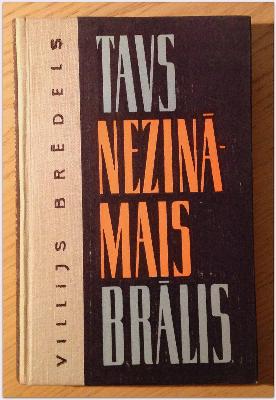 VILLIJS BRĒDELS
TAVS
NEZINĀ-
MAIS
BRĀLIS